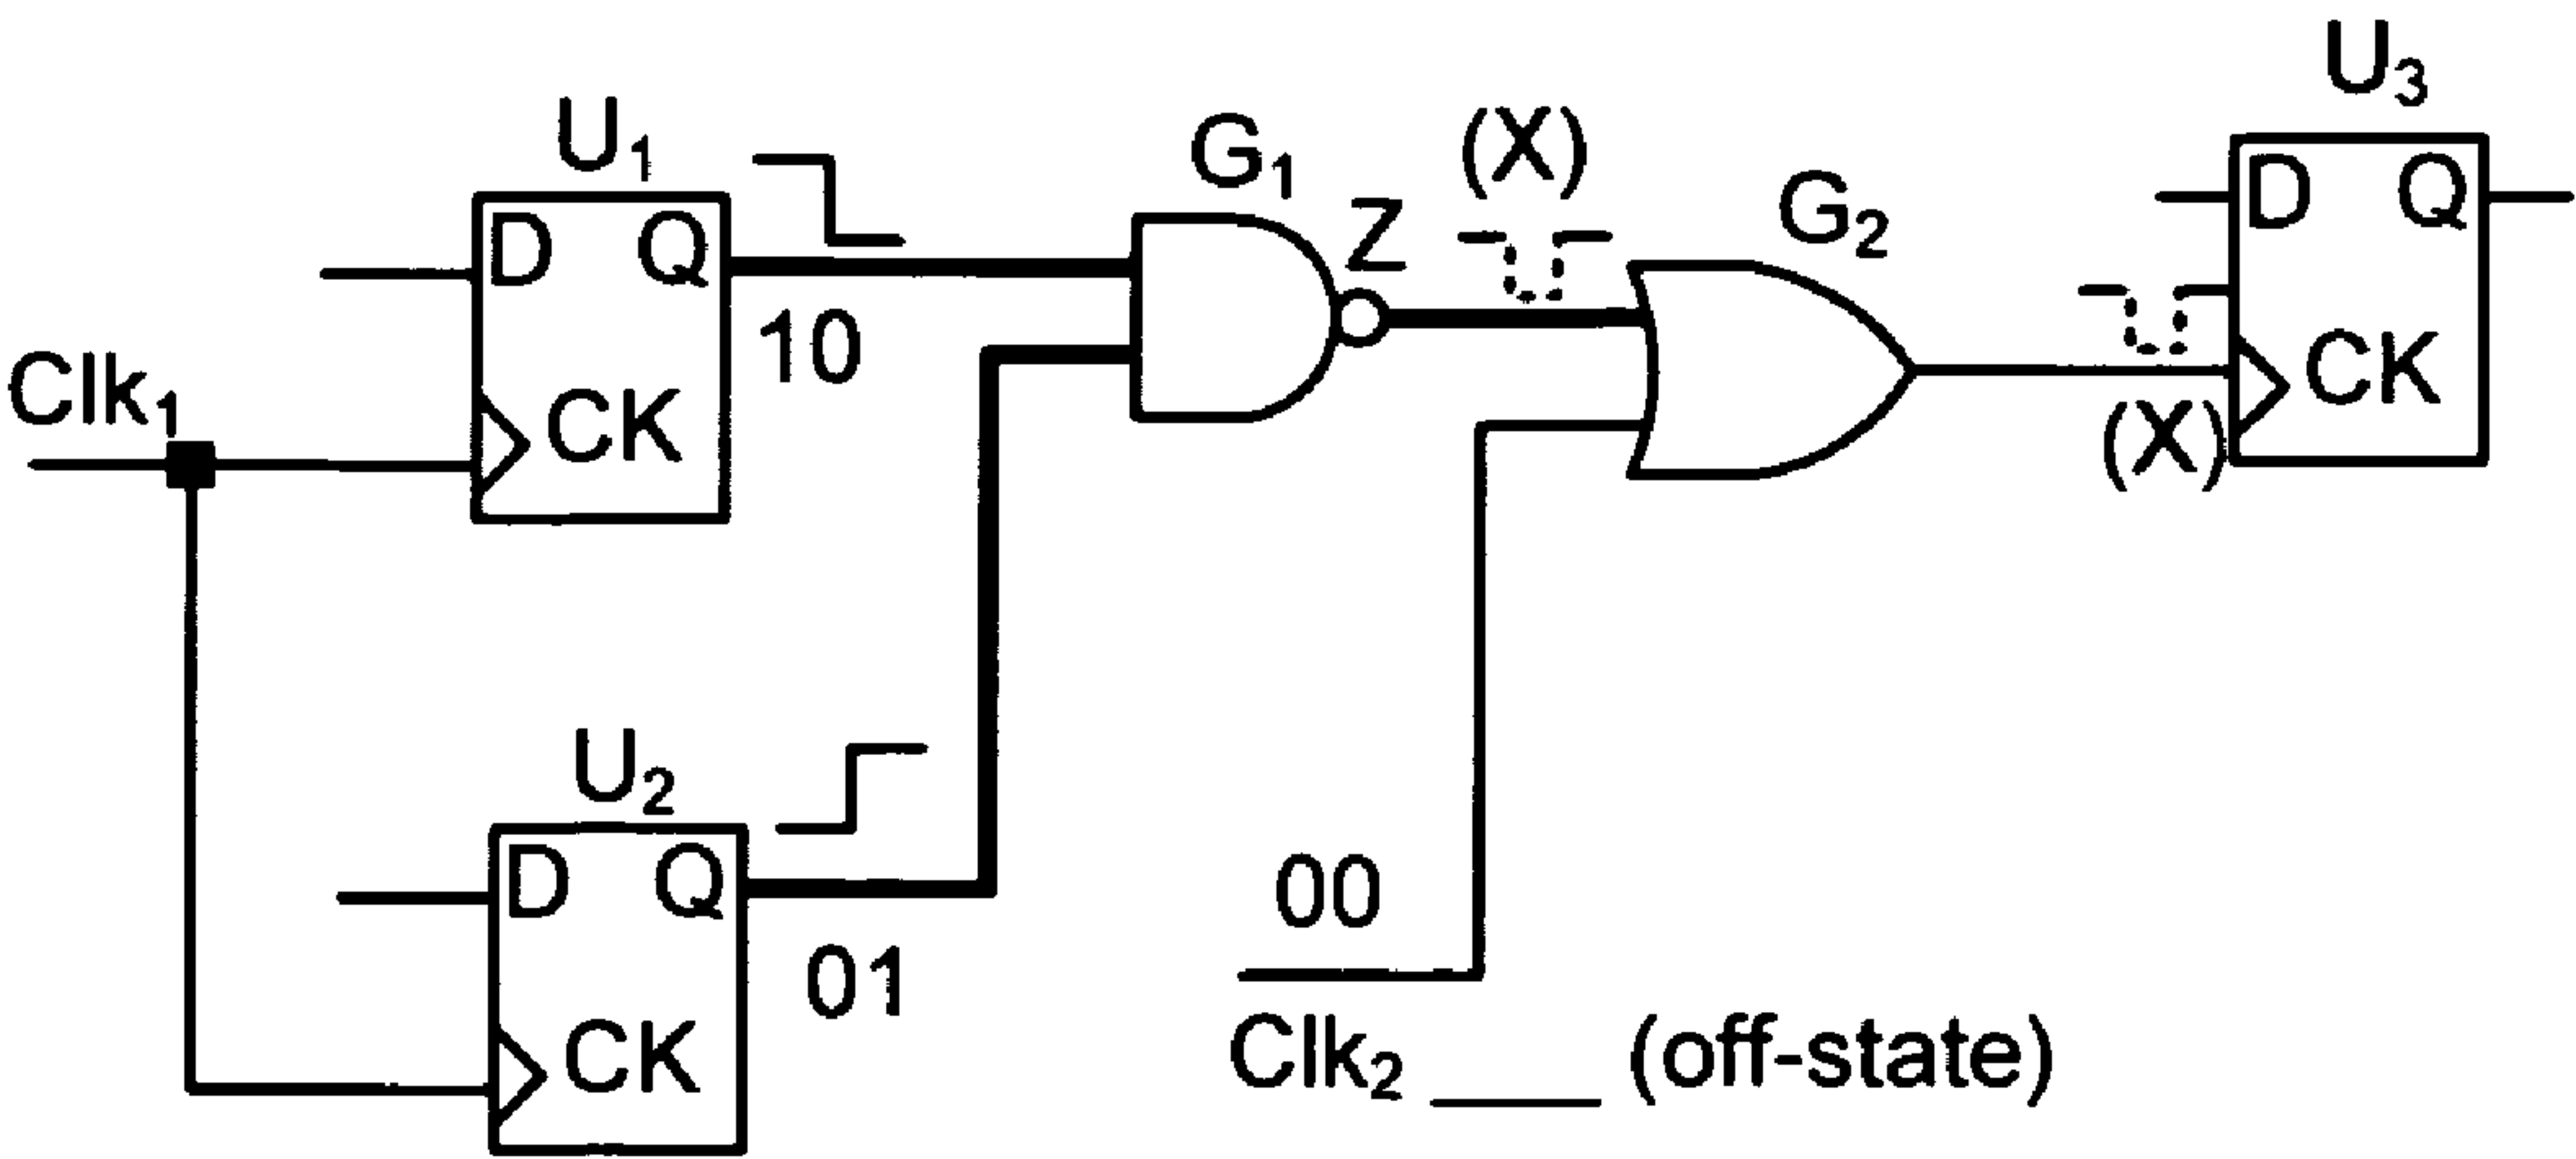 U₃
D Q
CK
(X)
U₁
D Q
CK
10
G₁
Z
(X)
G₂
Clk₁
U₂
D Q
CK
01
00
Clk₂ (off-state)